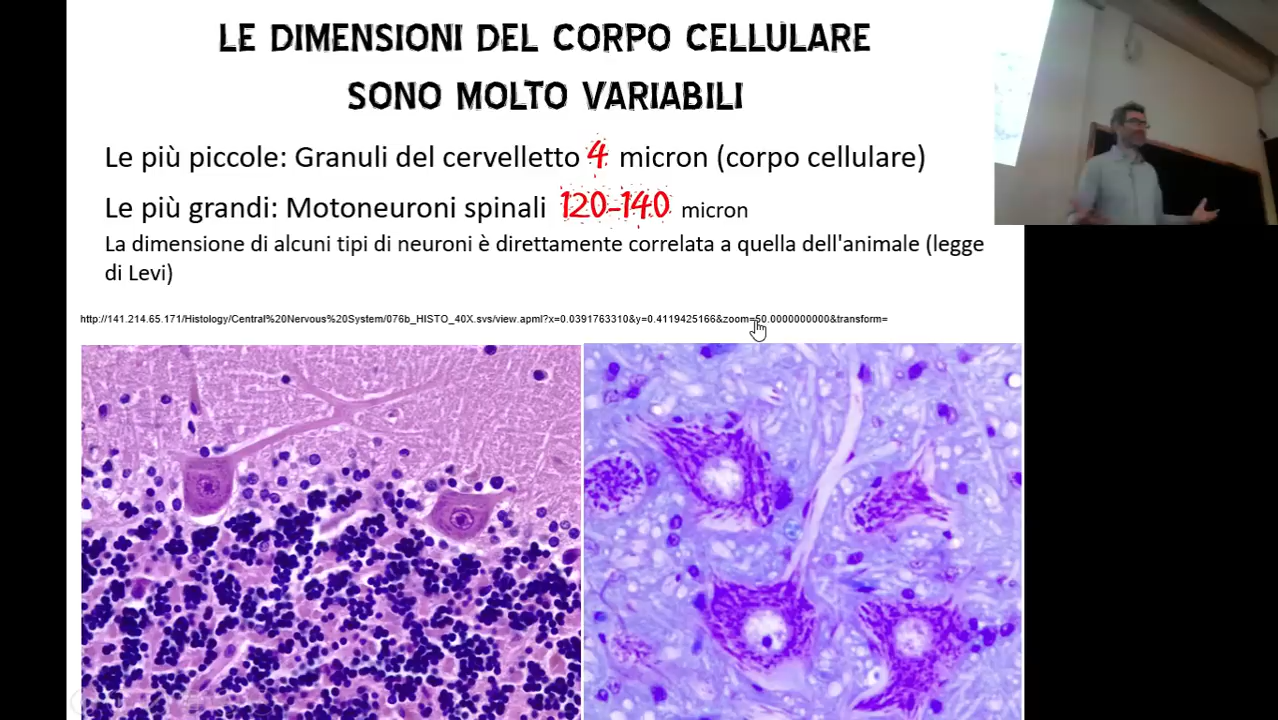 LE DIMENSIONI DEL CORPO CELLULARE
SONO MOLTO VARIABILI
Le più piccole: Granuli del cervelletto 4 micron (corpo cellulare)
Le più grandi: Motoneuroni spinali 120-140 micron
La dimensione di alcuni tipi di neuroni è direttamente correlata a quella dell'animale (legge
di Levi)
http://141.214.65.171/Histology/Central%20Nervous%20System/076b_HISTO_40X.svs/view.apml?x=0.0391763310&y=0.4119425166&zoom=50.0000000000&transform=